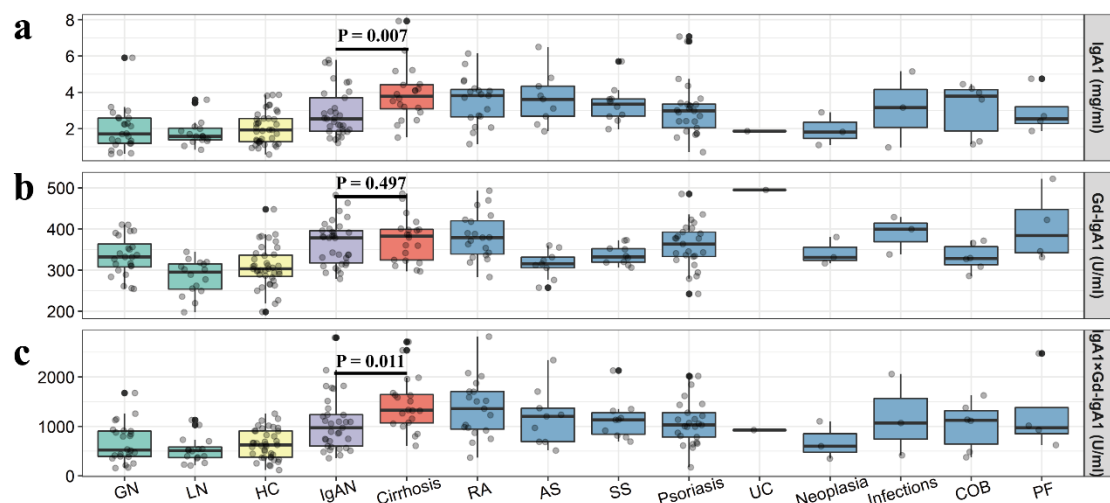 a
8
6
4
2
P = 0.007
IgA1 (mg/ml)
b
500
400
300
200
P = 0.497
Gd-IgA1 (U/ml)
c
2000
1000
0
P = 0.011
IgA1×Gd-IgA1 (U/ml)
GN LN HC IgAN Cirrhosis RA AS SS Psoriasis UC Neoplasia Infections COB PF